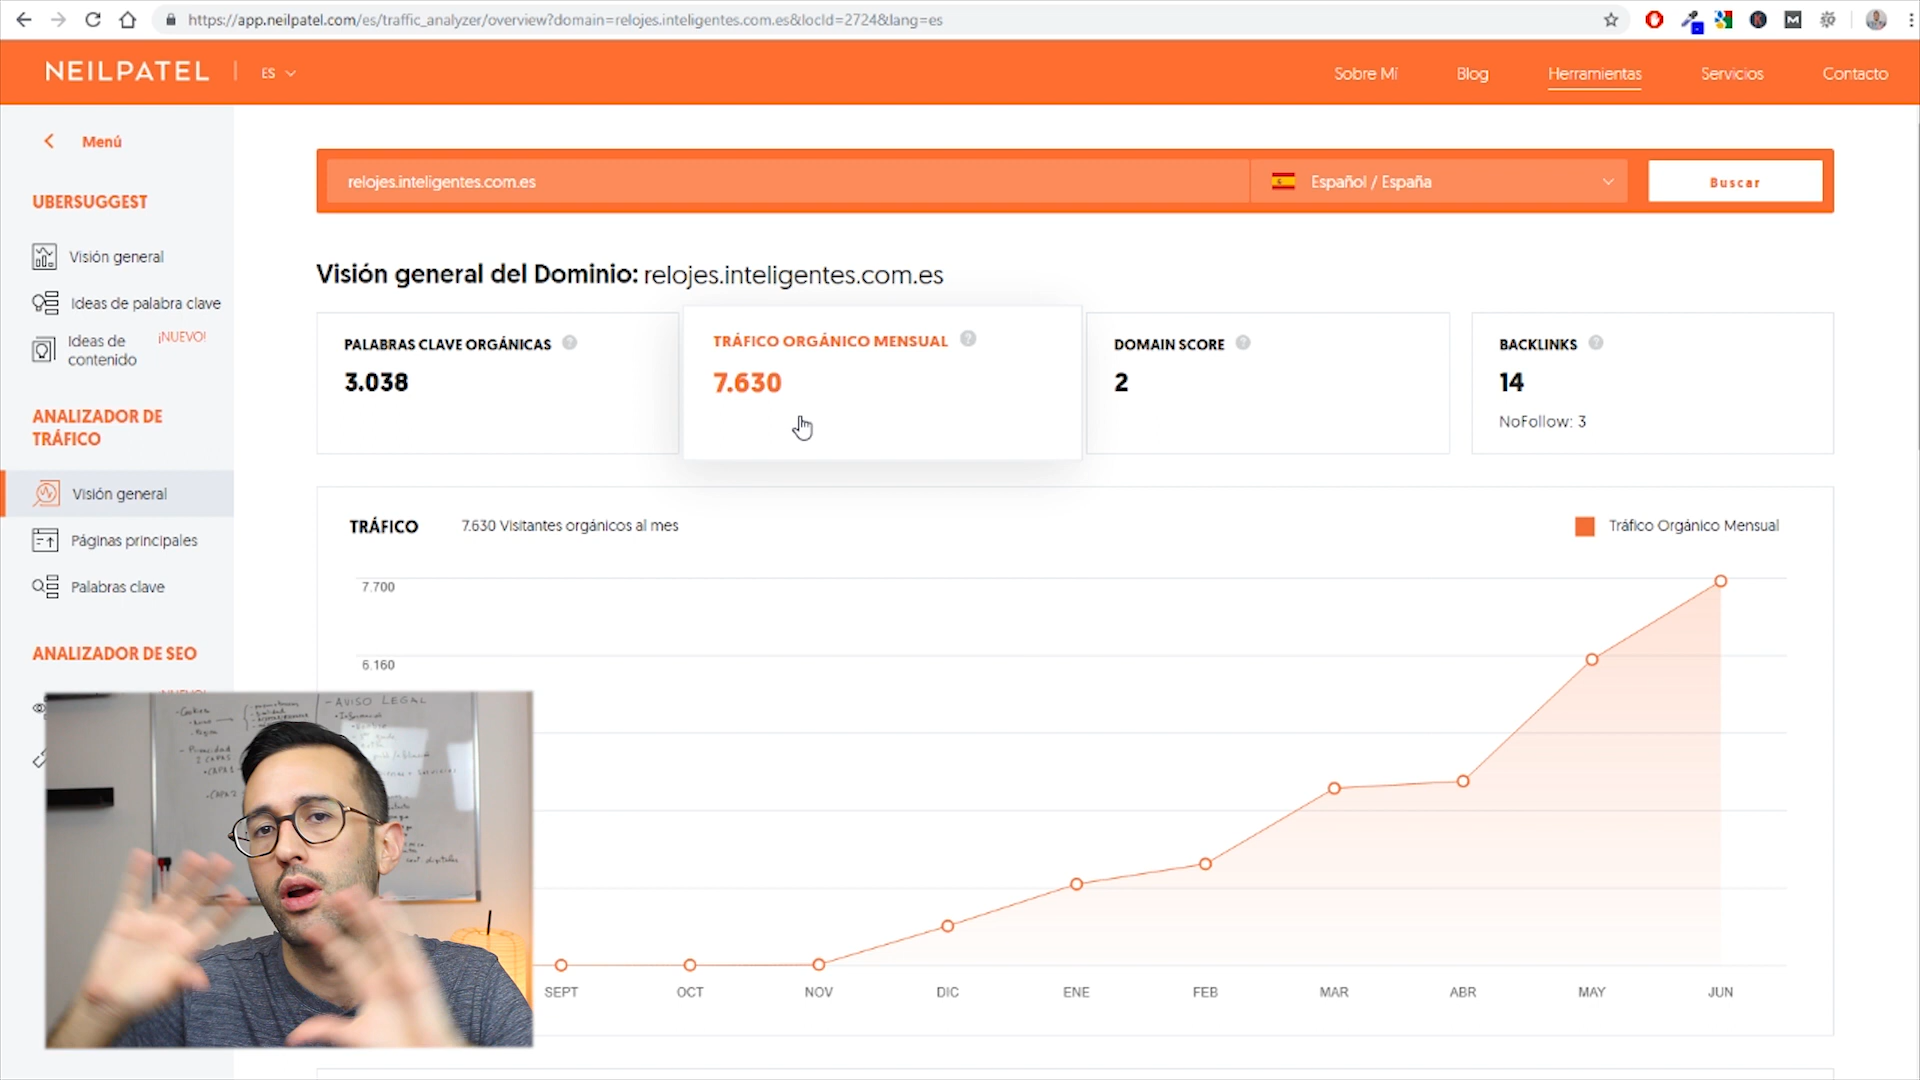 https://app.neilpatel.com/es/traffic_analyzer/overview?domain=relojes.inteligentes.com.es&locId=2724&lang=es
NEILPATEL
ES
Sobre Mí
Blog
Herramientas
Servicios
Contacto
Menú
UBERSUGGEST
Visión general
Ideas de palabra clave
Ideas de contenido
¡NUEVO!
ANALIZADOR DE TRÁFICO
Visión general
Páginas principales
Palabras clave
ANALIZADOR DE SEO
relojes.inteligentes.com.es
Español / España
Buscar
Visión general del Dominio: relojes.inteligentes.com.es
PALABRAS CLAVE ORGÁNICAS ?
3.038
TRÁFICO ORGÁNICO MENSUAL ?
7.630
DOMAIN SCORE ?
2
BACKLINKS ?
14
NoFollow: 3
TRÁFICO
7.630 Visitantes orgánicos al mes
Tráfico Orgánico Mensual
7.700
6.160
SEPT
OCT
NOV
DIC
ENE
FEB
MAR
ABR
MAY
JUN
- Cookies
- AVISO LEGAL
- Privacidad
2 CAPAS